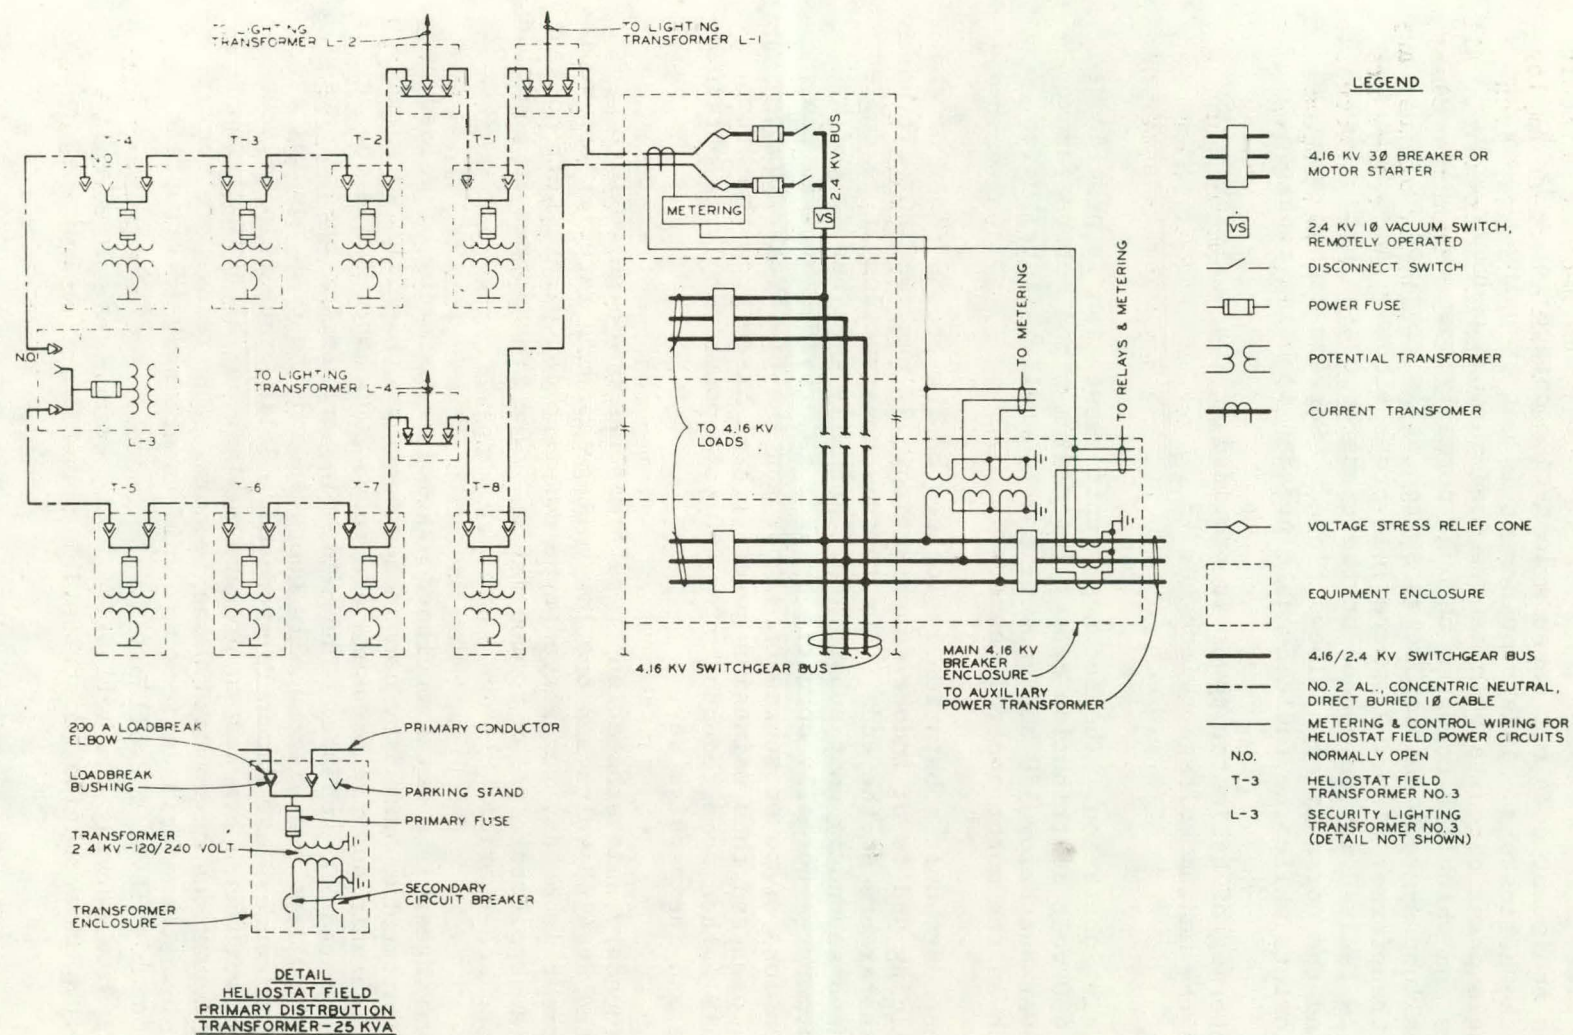 TO LIGHTING
TRANSFORMER L-2
TO LIGHTING
TRANSFORMER L-1
T-4
T-3
T-2
T-1
N.O.
2.4 KV BUS
METERING
VS
TO METERING
TO RELAYS & METERING
N.O.
L-3
TO LIGHTING
TRANSFORMER L-4
TO 4.16 KV
LOADS
T-5
T-6
T-7
T-8
4.16 KV SWITCHGEAR BUS
MAIN 4.16 KV
BREAKER
ENCLOSURE
TO AUXILIARY
POWER TRANSFORMER
LEGEND
4.16 KV 3Ø BREAKER OR
MOTOR STARTER
VS
2.4 KV 1Ø VACUUM SWITCH,
REMOTELY OPERATED
DISCONNECT SWITCH
POWER FUSE
POTENTIAL TRANSFORMER
CURRENT TRANSFOMER
VOLTAGE STRESS RELIEF CONE
EQUIPMENT ENCLOSURE
4.16/2.4 KV SWITCHGEAR BUS
NO. 2 AL., CONCENTRIC NEUTRAL,
DIRECT BURIED 1Ø CABLE
METERING & CONTROL WIRING FOR
HELIOSTAT FIELD POWER CIRCUITS
N.O. NORMALLY OPEN
T-3 HELIOSTAT FIELD
TRANSFORMER NO. 3
L-3 SECURITY LIGHTING
TRANSFORMER NO. 3
(DETAIL NOT SHOWN)
200 A LOADBREAK
ELBOW
PRIMARY CONDUCTOR
LOADBREAK
BUSHING
PARKING STAND
PRIMARY FUSE
TRANSFORMER
2.4 KV-120/240 VOLT
SECONDARY
CIRCUIT BREAKER
TRANSFORMER
ENCLOSURE
DETAIL
HELIOSTAT FIELD
PRIMARY DISTRBUTION
TRANSFORMER-25 KVA